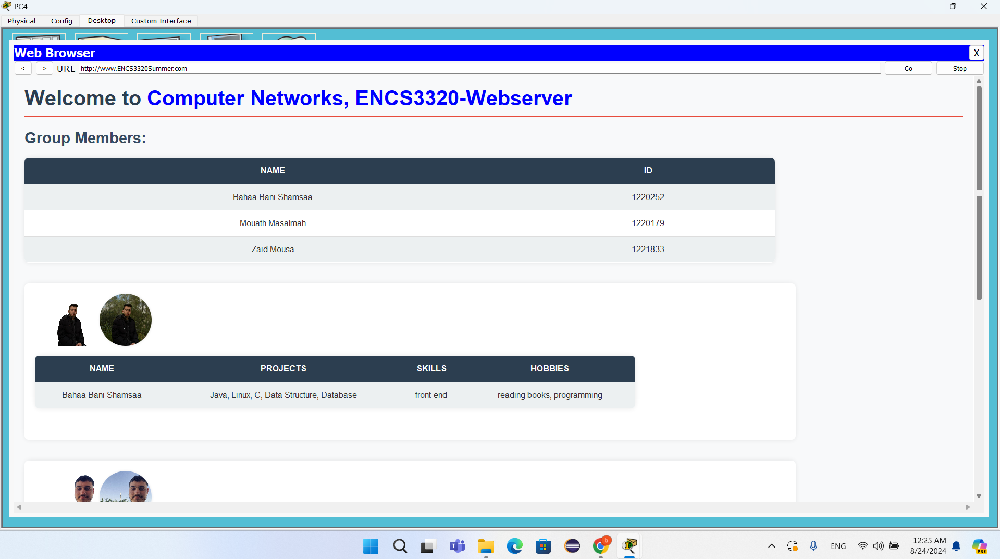 PC4
Physical Config Desktop Custom Interface
Web Browser
X
< > URL http://www.ENCS3320Summer.com Go Stop
Welcome to Computer Networks, ENCS3320-Webserver
Group Members:
NAME ID
Bahaa Bani Shamsaa 1220252
Mouath Masalmah 1220179
Zaid Mousa 1221833
NAME PROJECTS SKILLS HOBBIES
Bahaa Bani Shamsaa Java, Linux, C, Data Structure, Database front-end reading books, programming
b
ENG
12:25 AM
8/24/2024
PRE